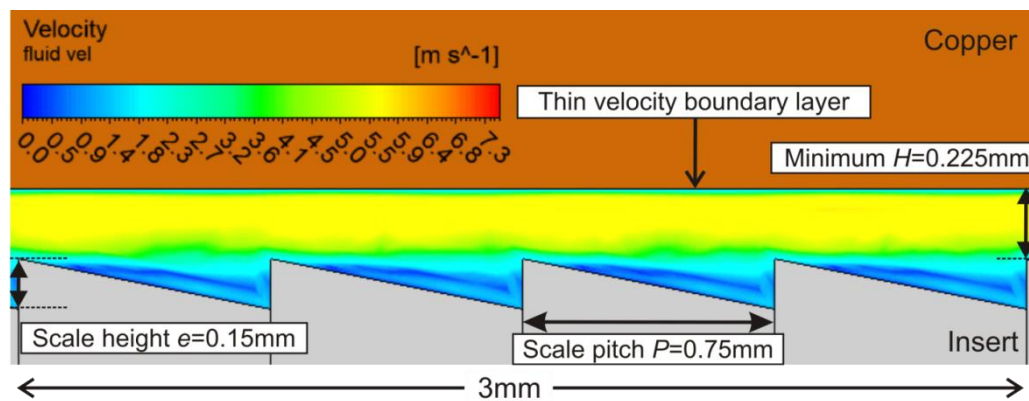 Velocity
fluid vel
[m s^-1]
Copper
0.0 0.5 0.9 1.4 1.8 2.3 2.7 3.2 3.6 4.1 4.5 5.0 5.5 5.9 6.4 6.8 7.3
Thin velocity boundary layer
Minimum H=0.225mm
Scale height e=0.15mm
Scale pitch P=0.75mm
Insert
3mm